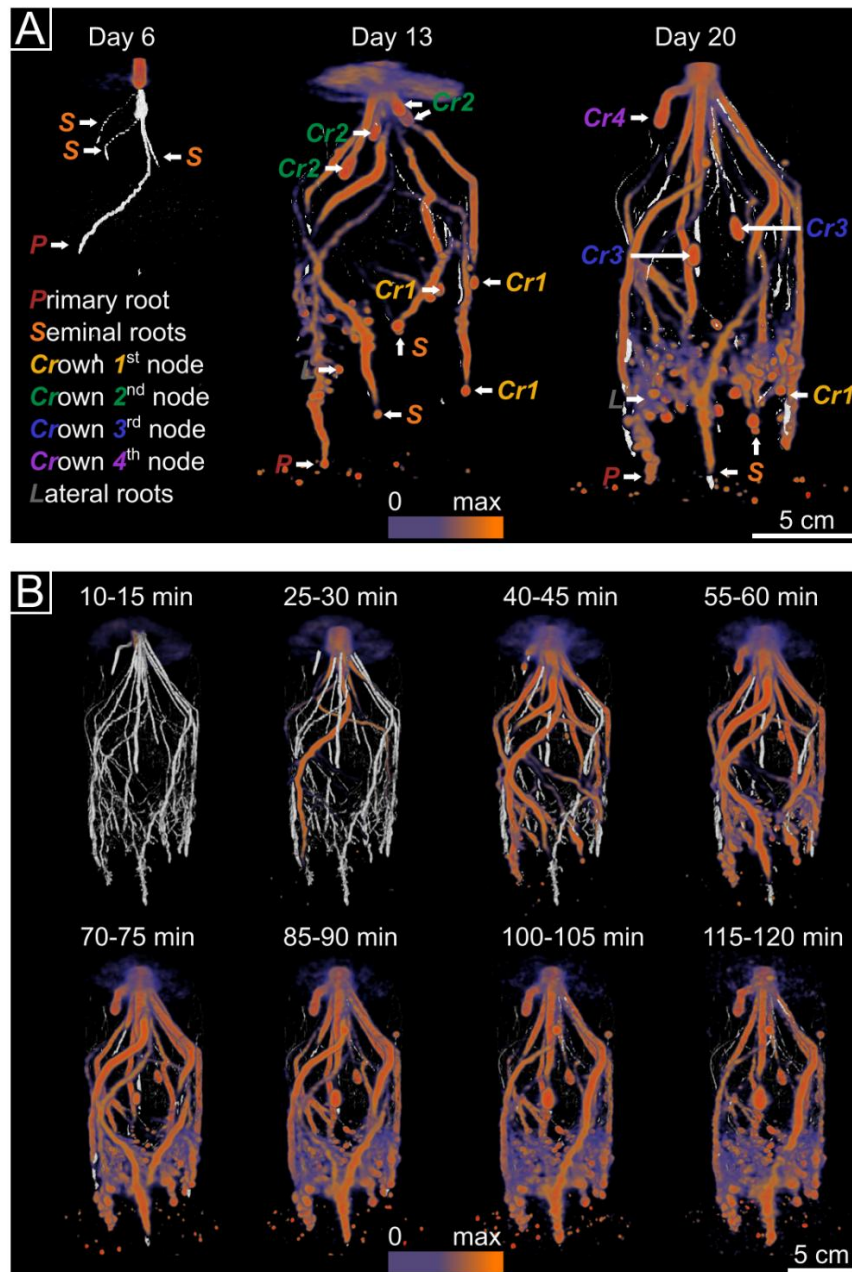 A
Day 6
Day 13
Day 20
S
S
S
P
Cr2
Cr2
Cr2
Cr1
Cr1
S
L
Cr1
S
P
Cr4
Cr3
Cr3
L
Cr1
S
P
Primary root
Seminal roots
Crown 1st node
Crown 2nd node
Crown 3rd node
Crown 4th node
Lateral roots
0 max
5 cm
B
10-15 min
25-30 min
40-45 min
55-60 min
70-75 min
85-90 min
100-105 min
115-120 min
0 max
5 cm